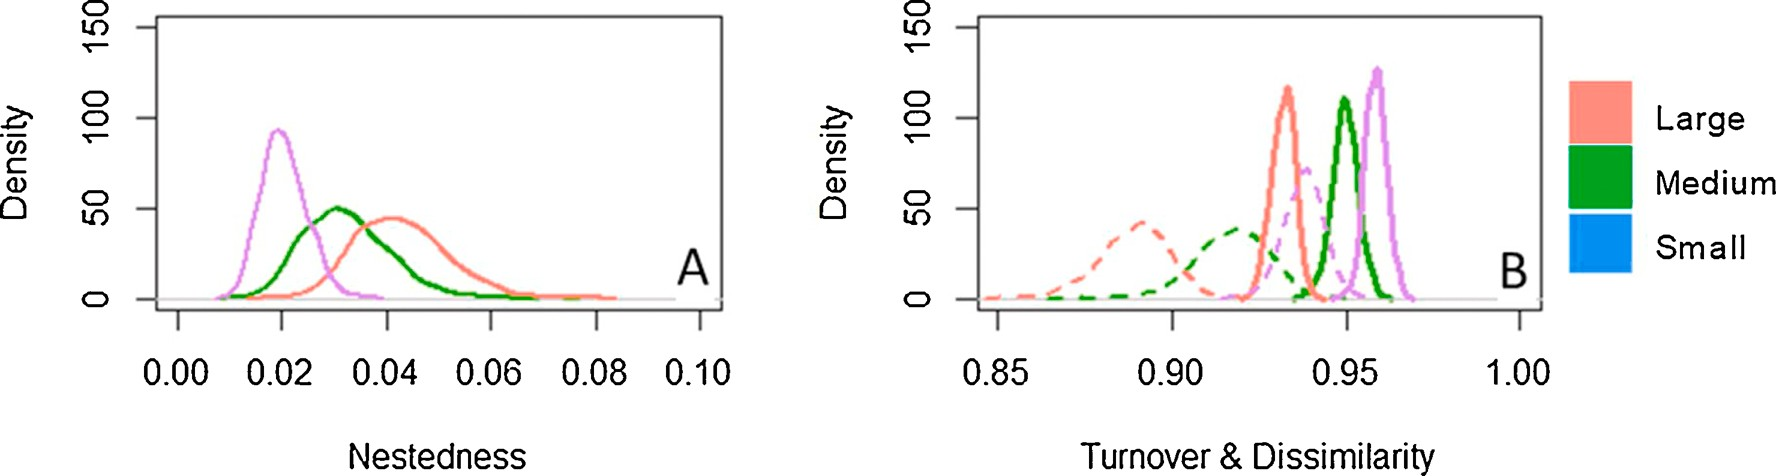 Density
150
100
50
0
A
0.00 0.02 0.04 0.06 0.08 0.10
Nestedness
Density
150
100
50
0
B
0.85 0.90 0.95 1.00
Turnover & Dissimilarity
Large
Medium
Small